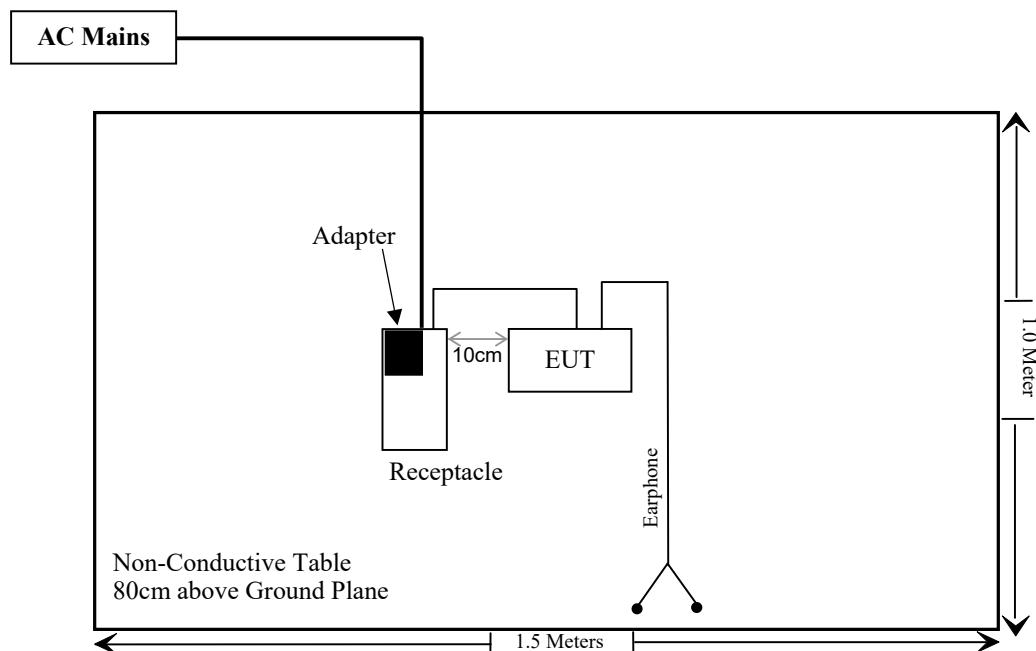 AC Mains
Adapter
10cm
EUT
1.0 Meter
Receptacle
Earphone
Non-Conductive Table
80cm above Ground Plane
1.5 Meters